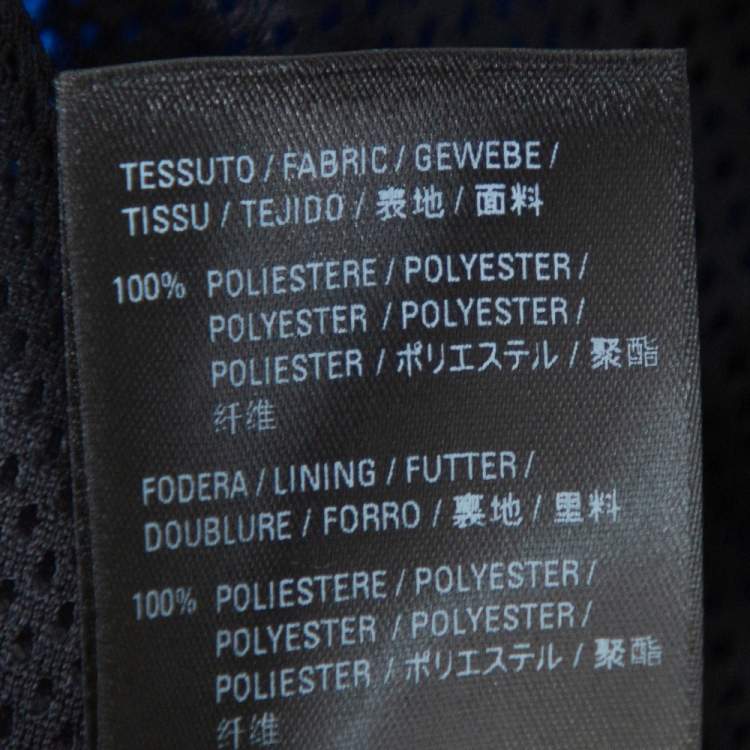 TESSUTO / FABRIC / GEWEBE /
TISSU / TEJIDO / 表地 / 面料
100% POLIESTERE / POLYESTER /
POLYESTER / POLYESTER /
POLIESTER / ポリエステル / 聚酯
纤维
FODERA / LINING / FUTTER /
DOUBLURE / FORRO / 裏地 / 里料
100% POLIESTERE / POLYESTER /
POLYESTER / POLYESTER /
POLIESTER / ポリエステル / 聚酯
纤维